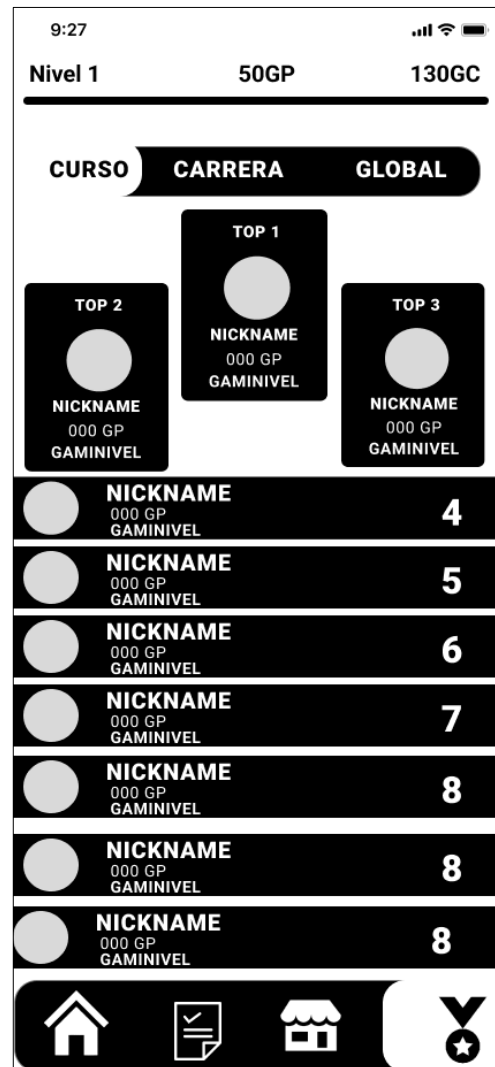 9:27
Nivel 1 50GP 130GC
CURSO CARRERA GLOBAL
TOP 1
NICKNAME
000 GP
GAMINIVEL
TOP 2
NICKNAME
000 GP
GAMINIVEL
TOP 3
NICKNAME
000 GP
GAMINIVEL
NICKNAME
000 GP
GAMINIVEL
4
NICKNAME
000 GP
GAMINIVEL
5
NICKNAME
000 GP
GAMINIVEL
6
NICKNAME
000 GP
GAMINIVEL
7
NICKNAME
000 GP
GAMINIVEL
8
NICKNAME
000 GP
GAMINIVEL
8
NICKNAME
000 GP
GAMINIVEL
8